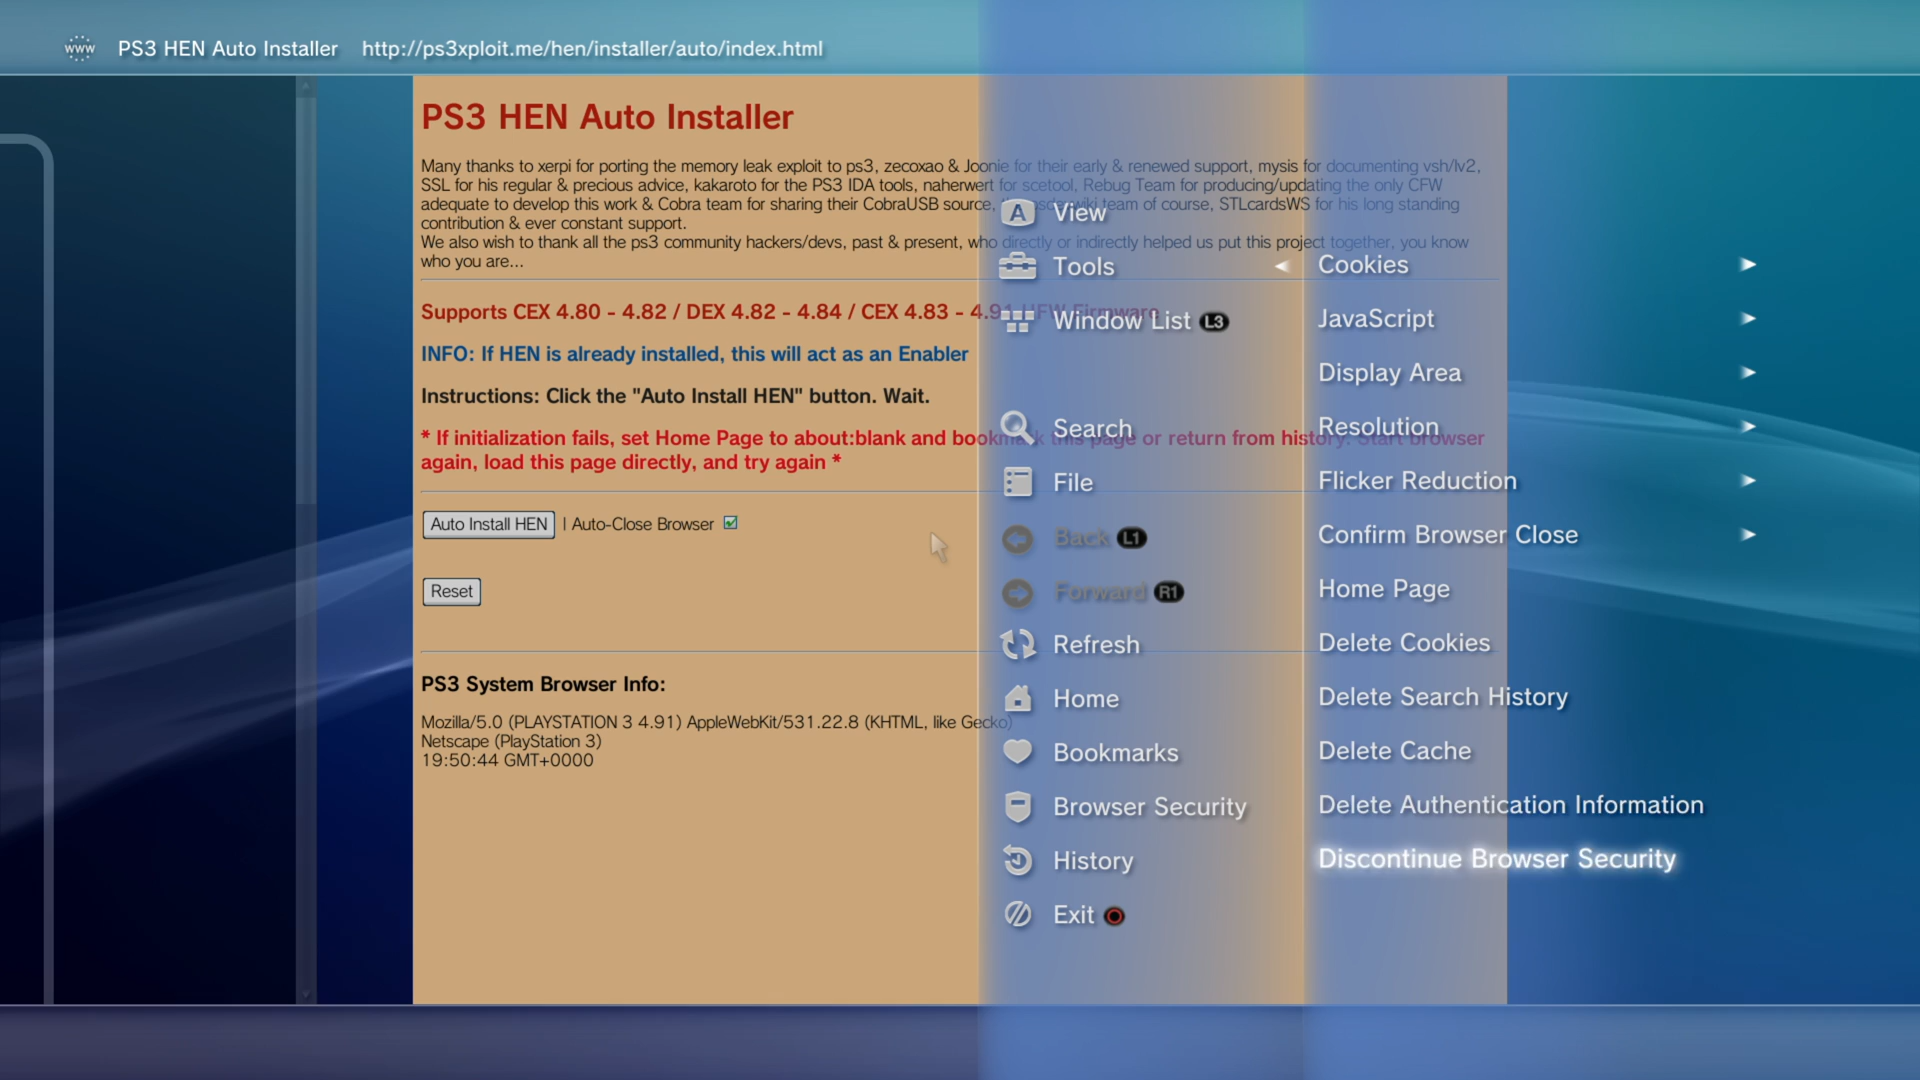 www PS3 HEN Auto Installer http://ps3xploit.me/hen/installer/auto/index.html
PS3 HEN Auto Installer
Many thanks to xerpi for porting the memory leak exploit to ps3, zecoxao & Joonie for their early & renewed support, mysis for documenting vsh/lv2,
SSL for his regular & precious advice, kakaroto for the PS3 IDA tools, naherwert for scetool, Rebug Team for producing/updating the only CFW
adequate to develop this work & Cobra team for sharing their CobraUSB source, team of course, STLcardsWS for his long standing
contribution & ever constant support.
We also wish to thank all the ps3 community hackers/devs, past & present, who directly or indirectly helped us put this project together, you know
who you are...
Supports CEX 4.80 - 4.82 / DEX 4.82 - 4.84 / CEX 4.83 - 4.91 HFW Firmware
INFO: If HEN is already installed, this will act as an Enabler
Instructions: Click the "Auto Install HEN" button. Wait.
* If initialization fails, set Home Page to about:blank and bookmark this page or return from history. Start browser
again, load this page directly, and try again *
Auto Install HEN | Auto-Close Browser
Reset
PS3 System Browser Info:
Mozilla/5.0 (PLAYSTATION 3 4.91) AppleWebKit/531.22.8 (KHTML, like Gecko)
Netscape (PlayStation 3)
19:50:44 GMT+0000
A View
Tools
Window List L3
Search
File
Back L1
Forward R1
Refresh
Home
Bookmarks
Browser Security
History
Exit
Cookies
JavaScript
Display Area
Resolution
Flicker Reduction
Confirm Browser Close
Home Page
Delete Cookies
Delete Search History
Delete Cache
Delete Authentication Information
Discontinue Browser Security